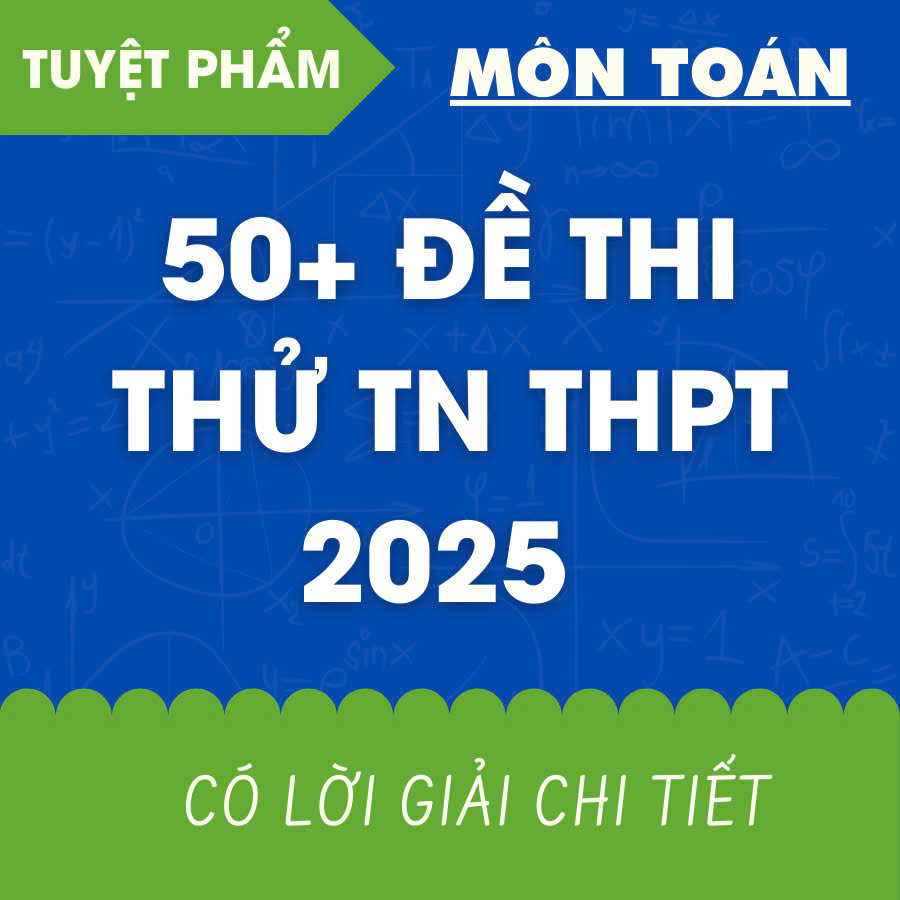 TUYỆT PHẨM
MÔN TOÁN
50+ ĐỀ THI
THỬ TN THPT
2025
CÓ LỜI GIẢI CHI TIẾT